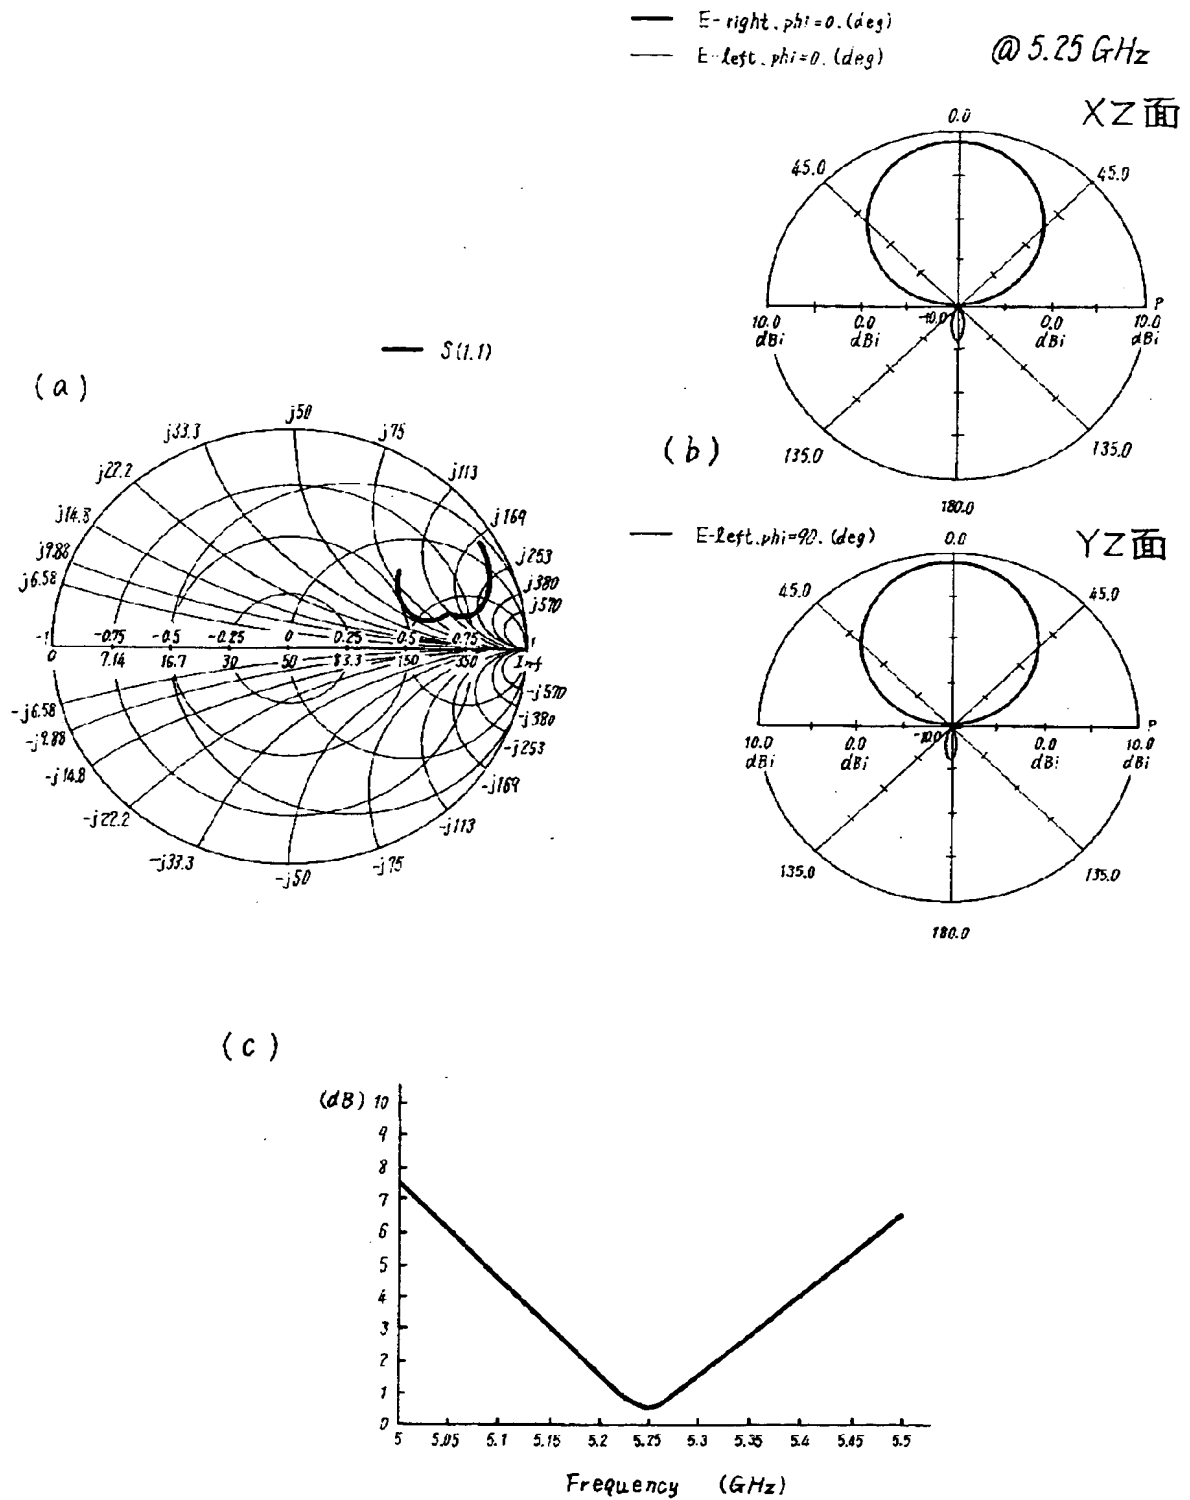 E-right.phi=0.(deg)
E-left.phi=0.(deg)
@5.25 GHz
XZ面
0.0
45.0 45.0
P
10.0 0.0 -10.0 0.0 10.0
dBi dBi dBi dBi
135.0 135.0
180.0
(b)
E-left.phi=90.(deg)
YZ面
0.0
45.0 45.0
P
10.0 0.0 -10.0 0.0 10.0
dBi dBi dBi dBi
135.0 135.0
180.0
(a)
S(1.1)
j50
j33.3 j75
j22.2 j113
j14.8 j169
j9.88 j253
j6.58 j380
j570
-1 -0.75 -0.5 -0.25 0 0.25 0.5 0.75 1
0 7.14 16.7 30 50 83.3 150 350 Inf
-j6.58 -j570
-j9.88 -j380
-j14.8 -j253
-j22.2 -j169
-j33.3 -j113
-j50 -j75
(c)
(dB) 10
9
8
7
6
5
4
3
2
1
0
5 5.05 5.1 5.15 5.2 5.25 5.3 5.35 5.4 5.45 5.5
Frequency (GHz)